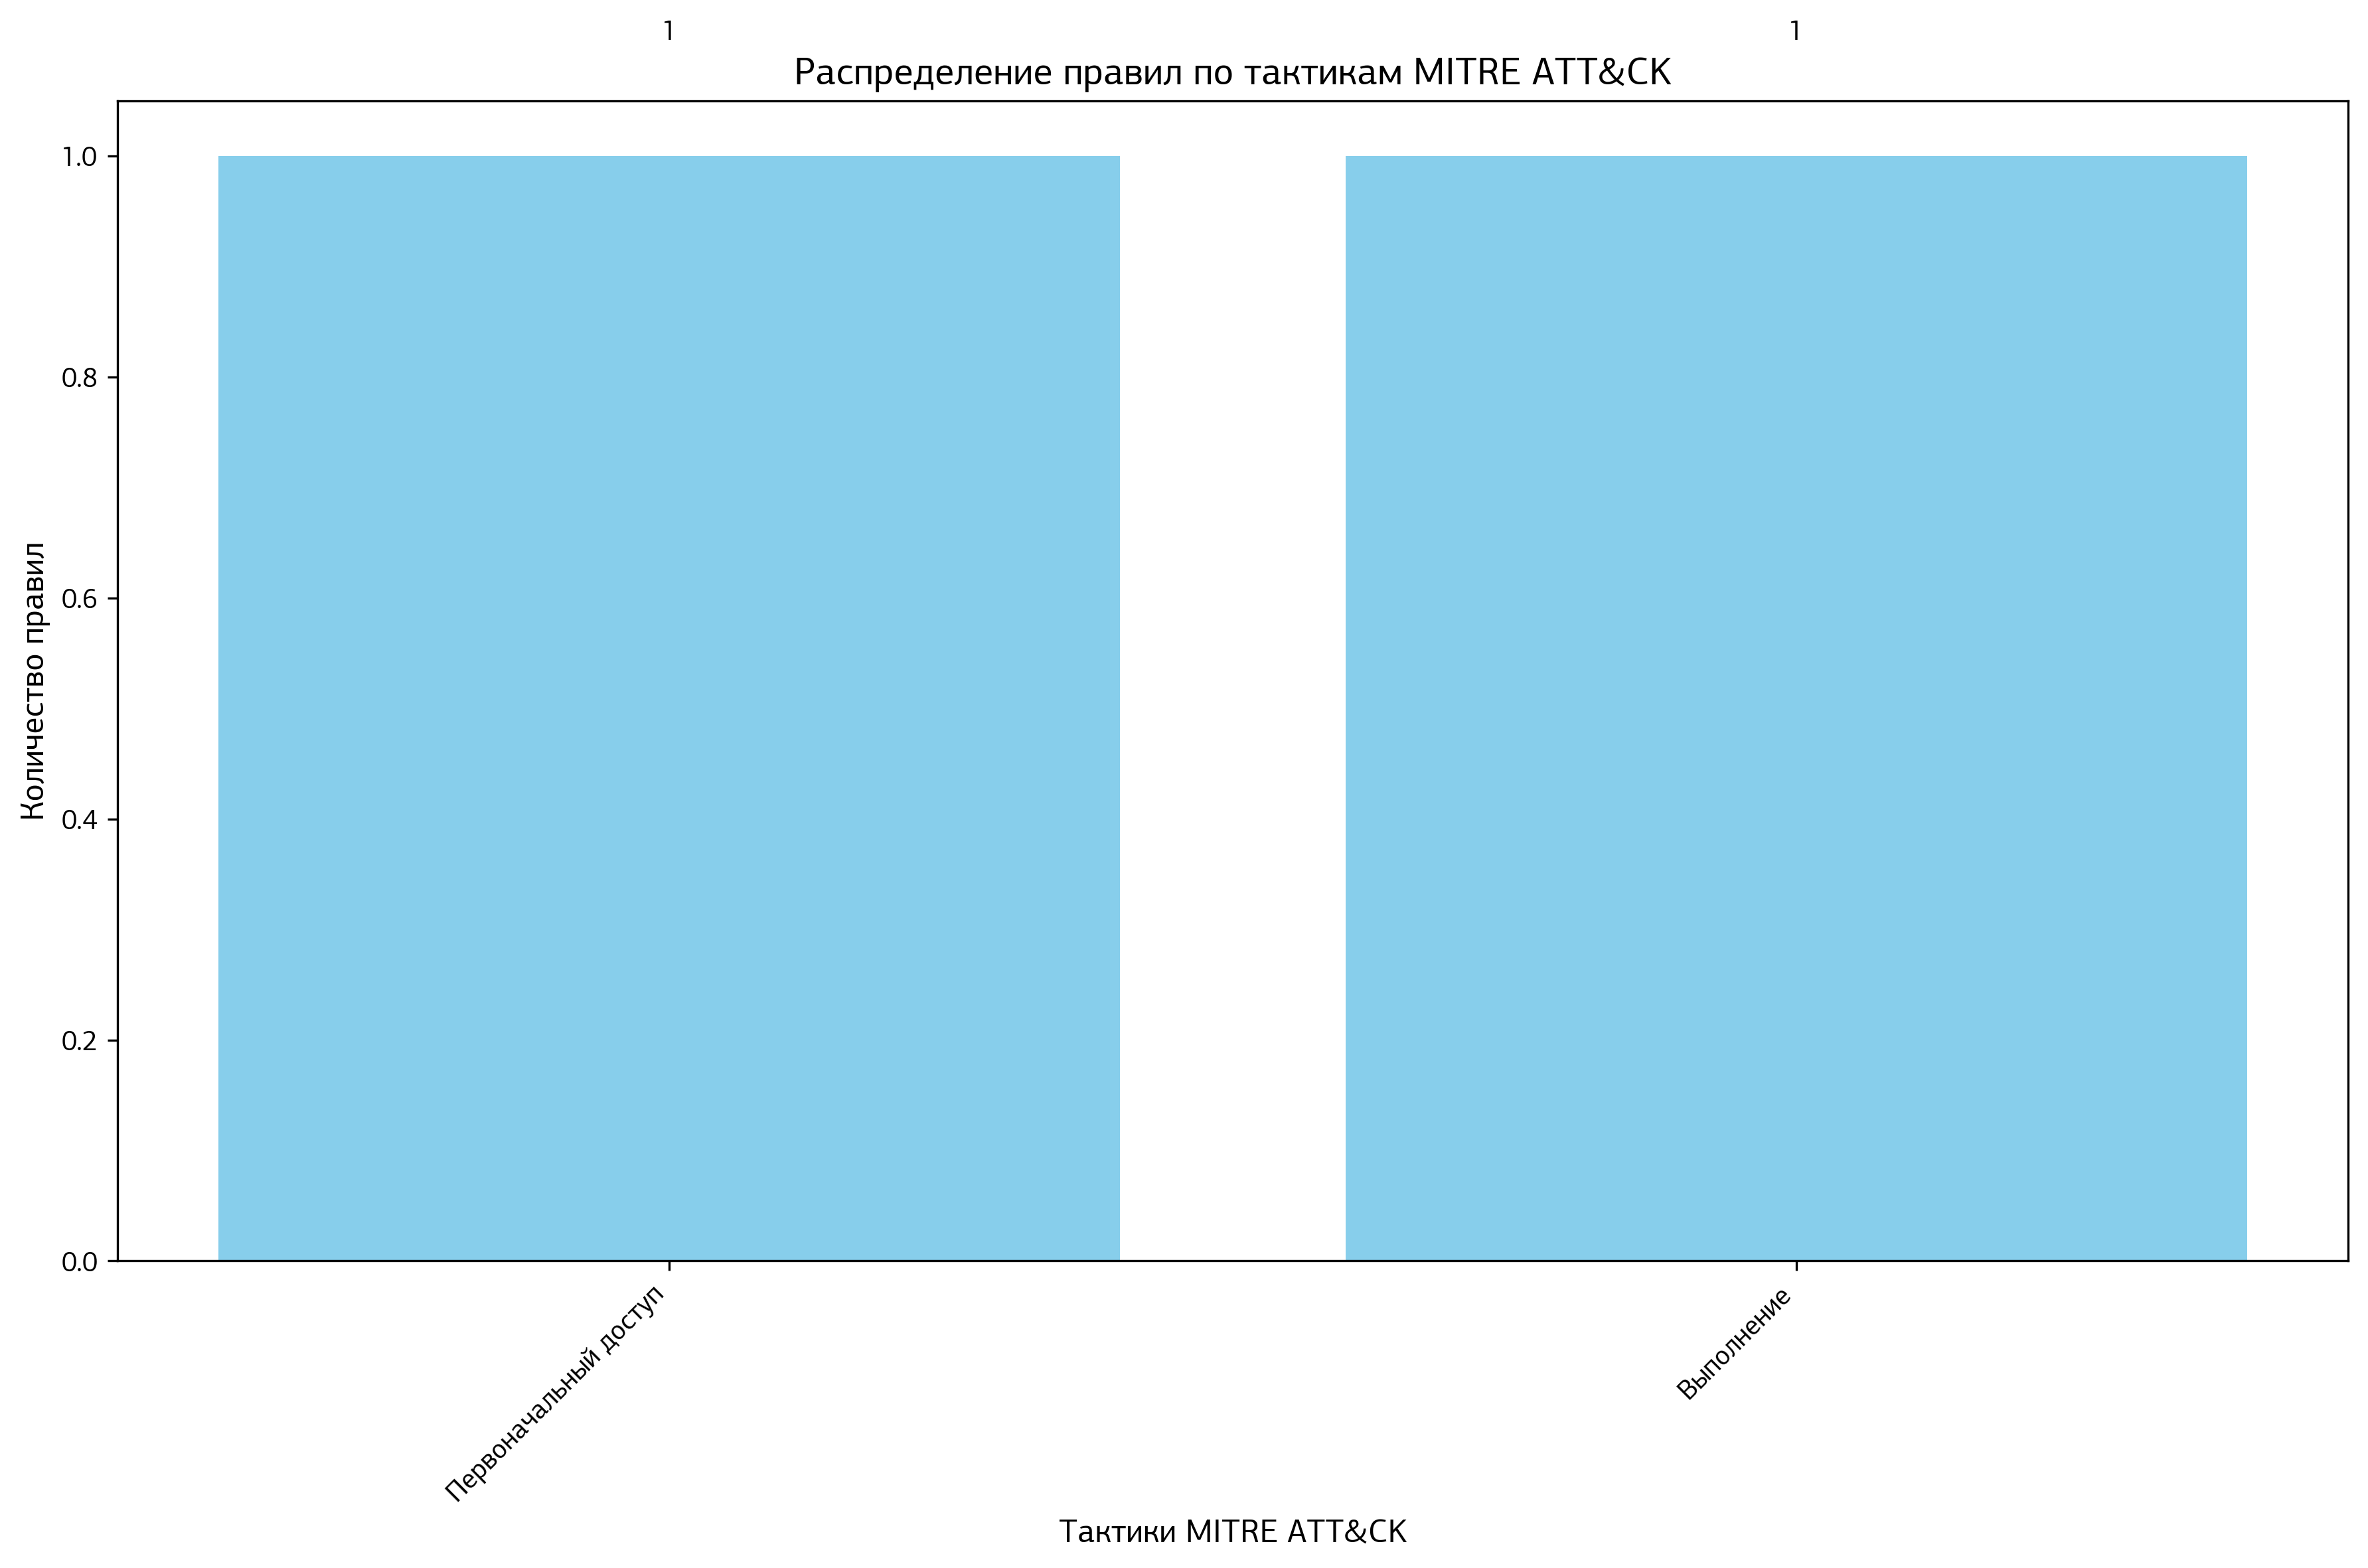 1
1
Распределение правил по тактикам MITRE ATT&CK
Количество правил
1.0
0.8
0.6
0.4
0.2
0.0
Первоначальный доступ
Выполнение
Тактики MITRE ATT&CK